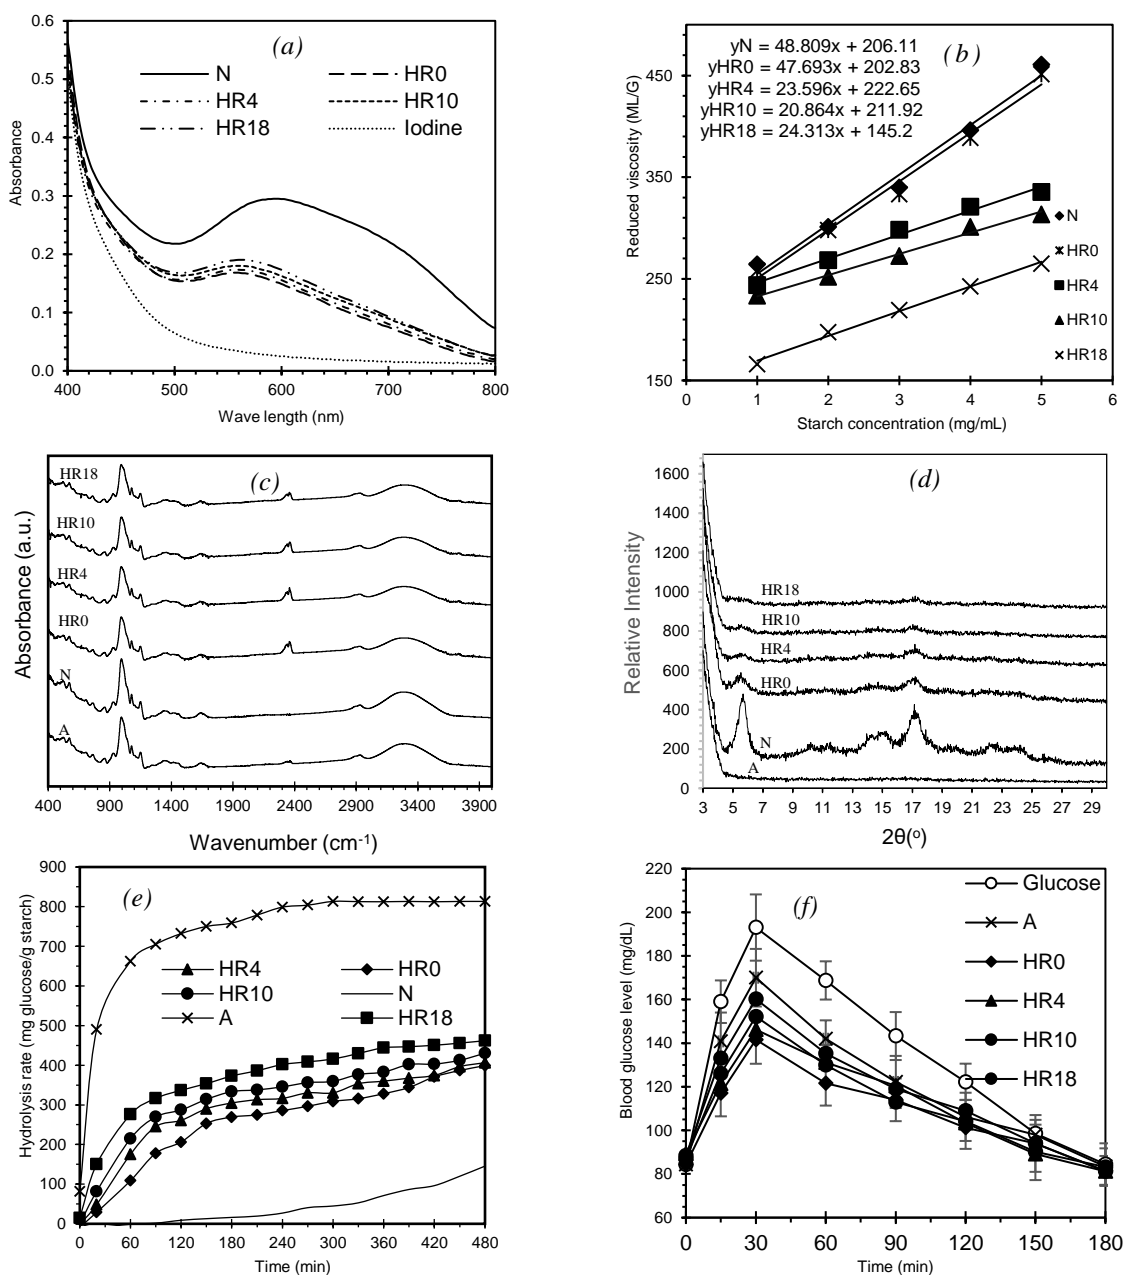 (a)
N
HR0
HR4
HR10
HR18
Iodine
Absorbance
0.6
0.5
0.4
0.3
0.2
0.1
0.0
400
500
600
700
800
Wave length (nm)
(b)
yN = 48.809x + 206.11
yHR0 = 47.693x + 202.83
yHR4 = 23.596x + 222.65
yHR10 = 20.864x + 211.92
yHR18 = 24.313x + 145.2
Reduced viscosity (ML/G)
450
350
250
150
N
HR0
HR4
HR10
HR18
0
1
2
3
4
5
6
Starch concentration (mg/mL)
(c)
HR18
HR10
HR4
HR0
N
A
Absorbance (a.u.)
400
900
1400
1900
2400
2900
3400
3900
Wavenumber (cm-1)
(d)
Relative Intensity
1600
1400
1200
1000
800
600
400
200
0
HR18
HR10
HR4
HR0
N
A
3
5
7
9
11
13
15
17
19
21
23
25
27
29
2θ(o)
(e)
Hydrolysis rate (mg glucose/g starch)
900
800
700
600
500
400
300
200
100
0
HR4
HR0
HR10
N
A
HR18
0
60
120
180
240
300
360
420
480
Time (min)
(f)
Blood glucose level (mg/dL)
220
200
180
160
140
120
100
80
60
Glucose
A
HR0
HR4
HR10
HR18
0
30
60
90
120
150
180
Time (min)